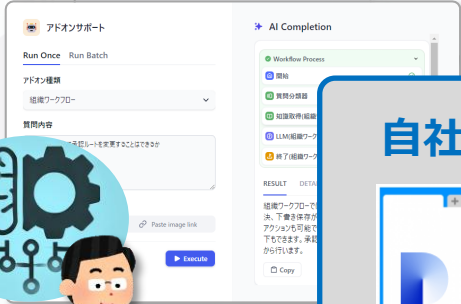 アドオンサポート
Run Once Run Batch
アドオン種類
組織ワークフロー
質問内容
承認ルートを変更することはできるか
Paste image link
Execute
AI Completion
Workflow Process
開始
質問分類器
知識取得(組織
LLM(組織ワーク
終了(組織ワーク
RESULT DETAI
組織ワークフローで
決、下書き保存が
アクションも可能で
下もできます。承認
から行います。
Copy
自社